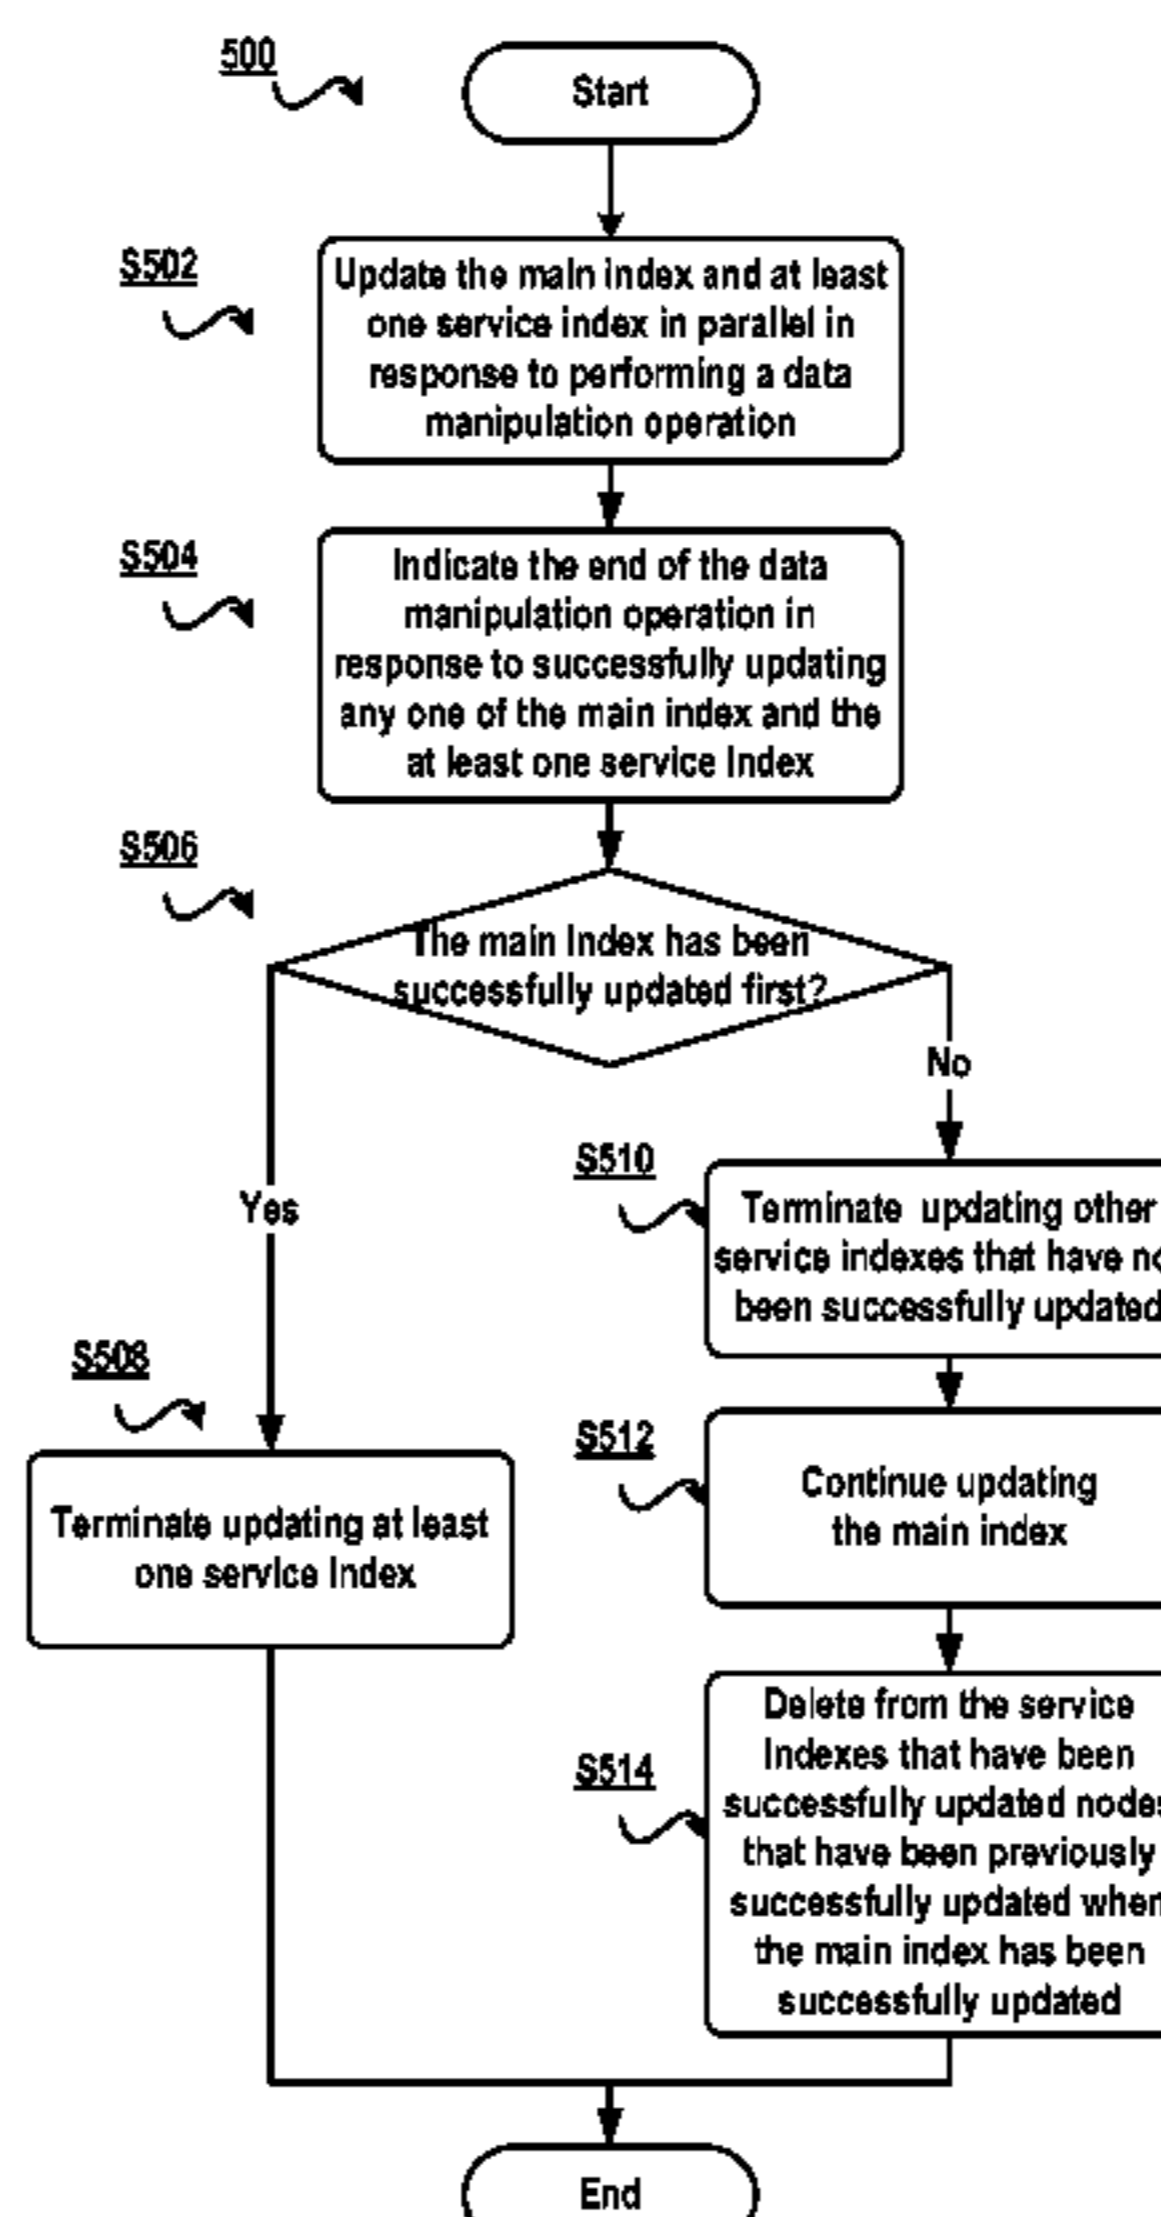 500
Start
S502
Update the main index and at least
one service index in parallel in
response to performing a data
manipulation operation
S504
Indicate the end of the data
manipulation operation in
response to successfully updating
any one of the main index and the
at least one service Index
S506
The main Index has been
successfully updated first?
No
Yes
S510
Terminate updating other
service indexes that have
been successfully updated
S508
Terminate updating at least
one service Index
S512
Continue updating
the main index
S514
Delete from the service
Indexes that have been
successfully updated nodes
that have been previously
successfully updated when
the main index has been
successfully updated
End